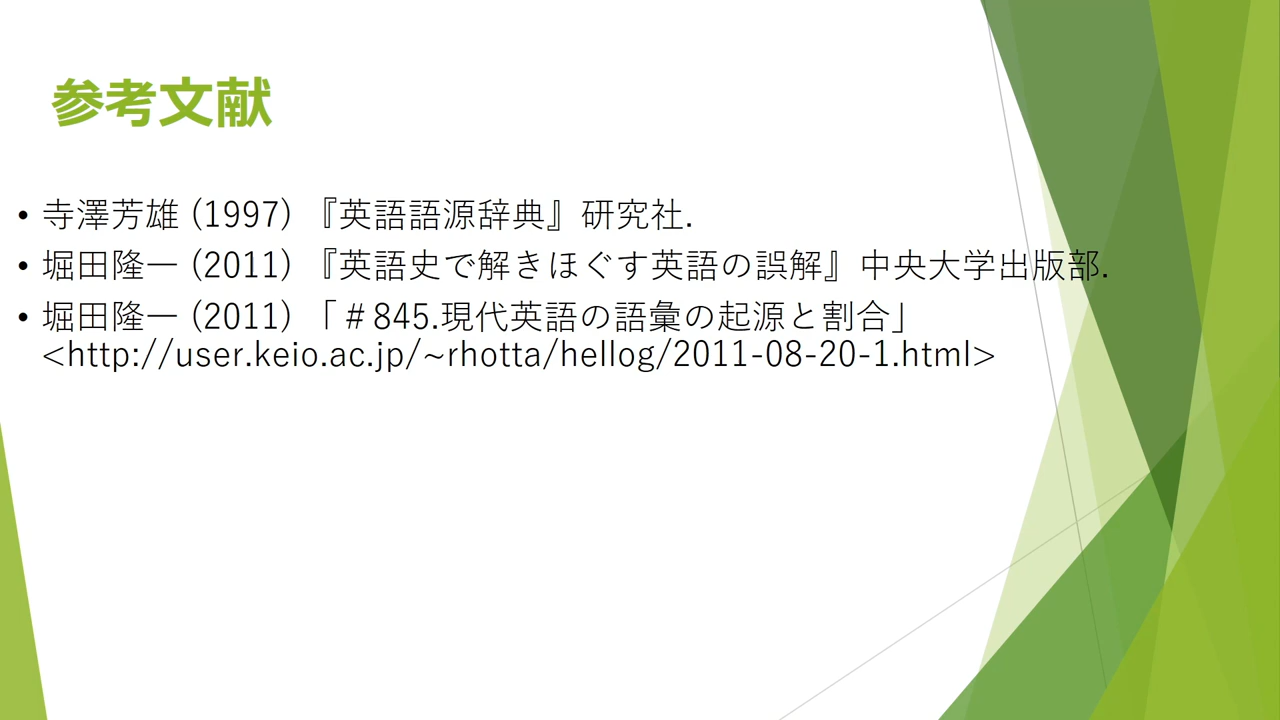 参考文献
• 寺澤芳雄 (1997) 『英語語源辞典』研究社.
• 堀田隆一 (2011) 『英語史で解きほぐす英語の誤解』中央大学出版部.
• 堀田隆一 (2011) 「＃845.現代英語の語彙の起源と割合」
<http://user.keio.ac.jp/~rhotta/hellog/2011-08-20-1.html>